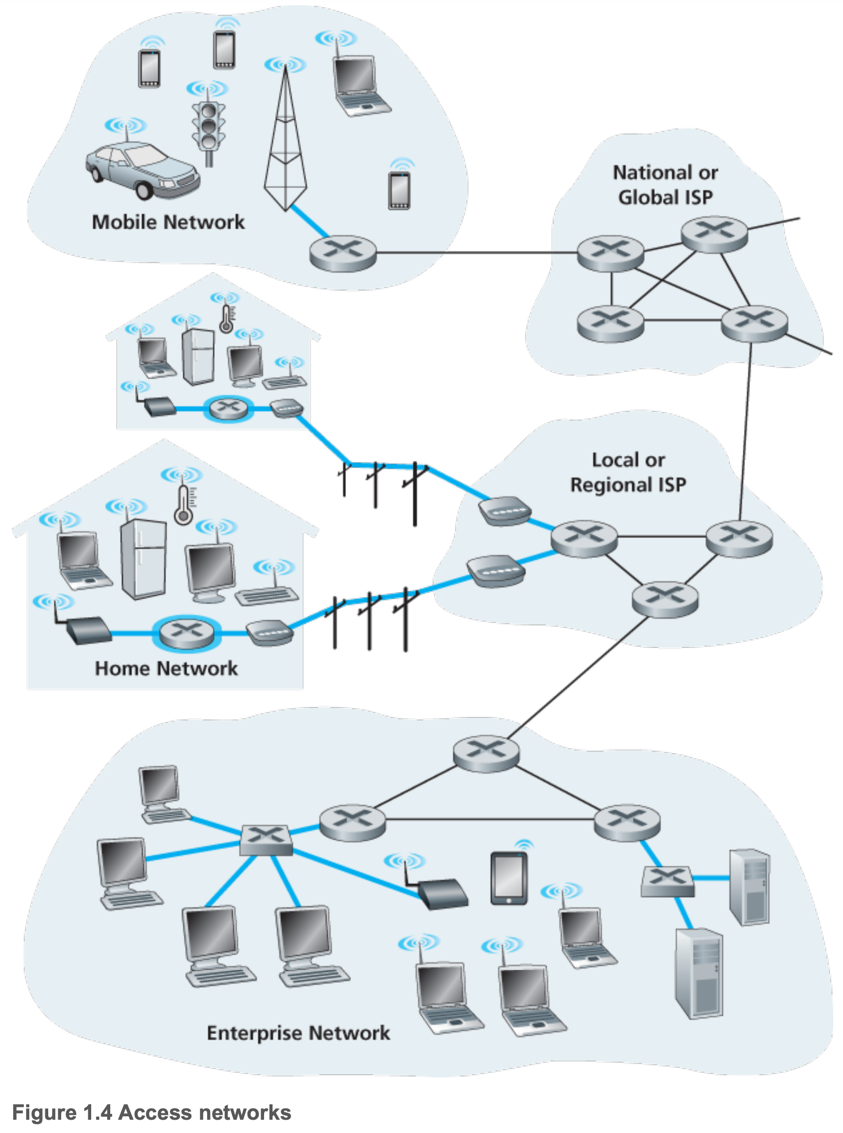 Mobile Network
National or
Global ISP
Local or
Regional ISP
Home Network
Enterprise Network
Figure 1.4 Access networks